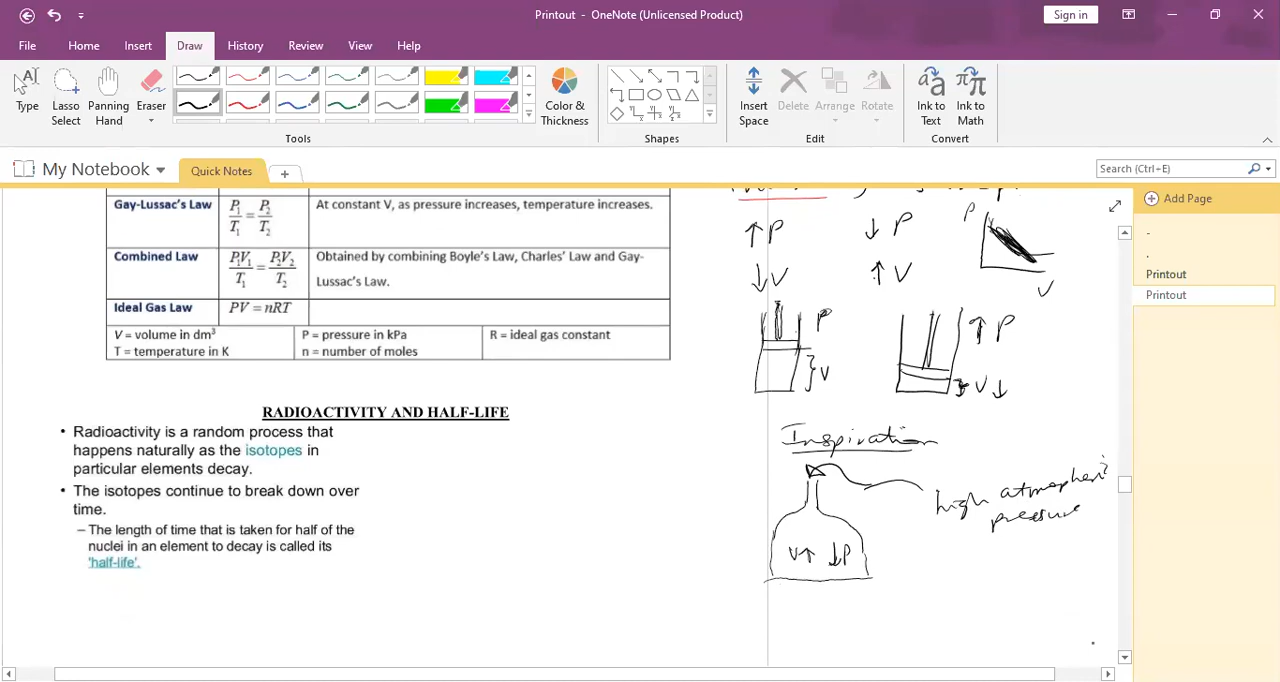 Printout - OneNote (Unlicensed Product)
Sign in
File Home Insert Draw History Review View Help
Type
Lasso Select
Panning Hand
Eraser
Color & Thickness
Insert Space
Delete
Arrange
Rotate
Ink to Text
Ink to Math
Tools
Shapes
Edit
Convert
My Notebook
Quick Notes
Search (Ctrl+E)
Add Page
-
.
Printout
Printout
Gay-Lussac's Law P₁/T₁ = P₂/T₂ At constant V, as pressure increases, temperature increases.
Combined Law P₁V₁/T₁ = P₂V₂/T₂ Obtained by combining Boyle's Law, Charles' Law and Gay-
Lussac's Law.
Ideal Gas Law PV = nRT
V = volume in dm³ P = pressure in kPa R = ideal gas constant
T = temperature in K n = number of moles
RADIOACTIVITY AND HALF-LIFE
• Radioactivity is a random process that
happens naturally as the isotopes in
particular elements decay.
• The isotopes continue to break down over
time.
– The length of time that is taken for half of the
nuclei in an element to decay is called its
'half-life'.
↑P ↓P P
↓V ↑V V
P ↑P
V V↓
Inspiration
high atmospheric
pressure
V↑ ↓P